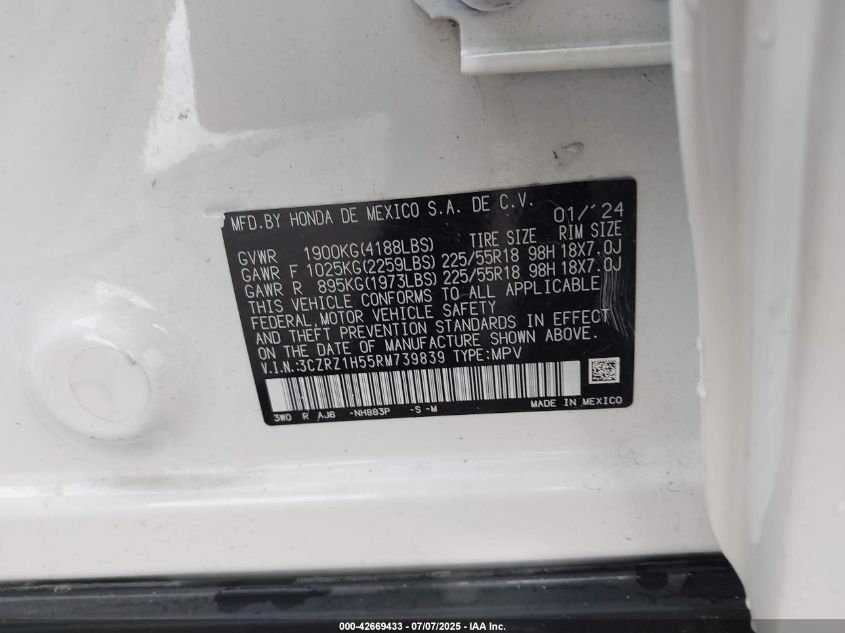 MFD. BY HONDA DE MEXICO S.A. DE C.V. 01/'24
TIRE SIZE RIM SIZE
GVWR 1900KG(4188LBS)
GAWR F 1025KG(2259LBS) 225/55R18 98H 18X7.0J
GAWR R 895KG(1973LBS) 225/55R18 98H 18X7.0J
THIS VEHICLE CONFORMS TO ALL APPLICABLE
FEDERAL MOTOR VEHICLE SAFETY
AND THEFT PREVENTION STANDARDS IN EFFECT
ON THE DATE OF MANUFACTURE SHOWN ABOVE.
V.I.N.:3CZRZ1H55RM739839 TYPE:MPV
3W0 R AJ6 -NH883P -S -M MADE IN MEXICO
000-42669433 - 07/07/2025 - IAA Inc.